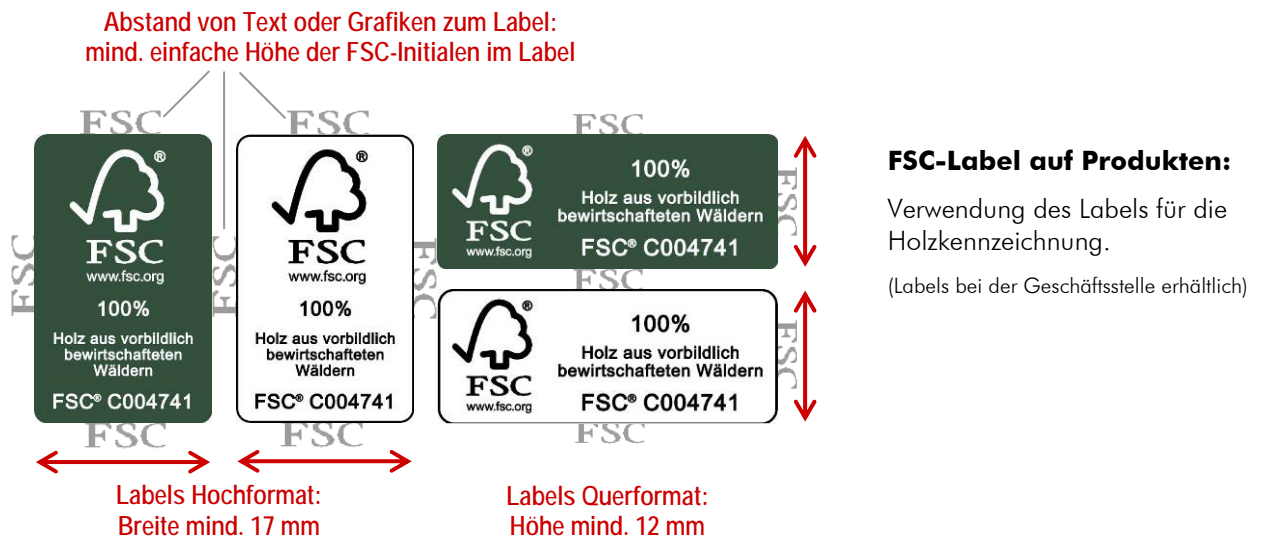 Abstand von Text oder Grafiken zum Label:
mind. einfache Höhe der FSC-Initialen im Label
FSC
FSC
FSC
FSC
FSC
FSC
FSC
FSC
FSC
FSC
FSC
FSC
®
FSC
www.fsc.org
100%
Holz aus vorbildlich
bewirtschafteten
Wäldern
FSC® C004741
®
FSC
www.fsc.org
100%
Holz aus vorbildlich
bewirtschafteten
Wäldern
FSC® C004741
®
FSC
www.fsc.org
100%
Holz aus vorbildlich
bewirtschafteten Wäldern
FSC® C004741
®
FSC
www.fsc.org
100%
Holz aus vorbildlich
bewirtschafteten Wäldern
FSC® C004741
Labels Hochformat:
Breite mind. 17 mm
Labels Querformat:
Höhe mind. 12 mm
FSC-Label auf Produkten:
Verwendung des Labels für die
Holzkennzeichnung.
(Labels bei der Geschäftsstelle erhältlich)